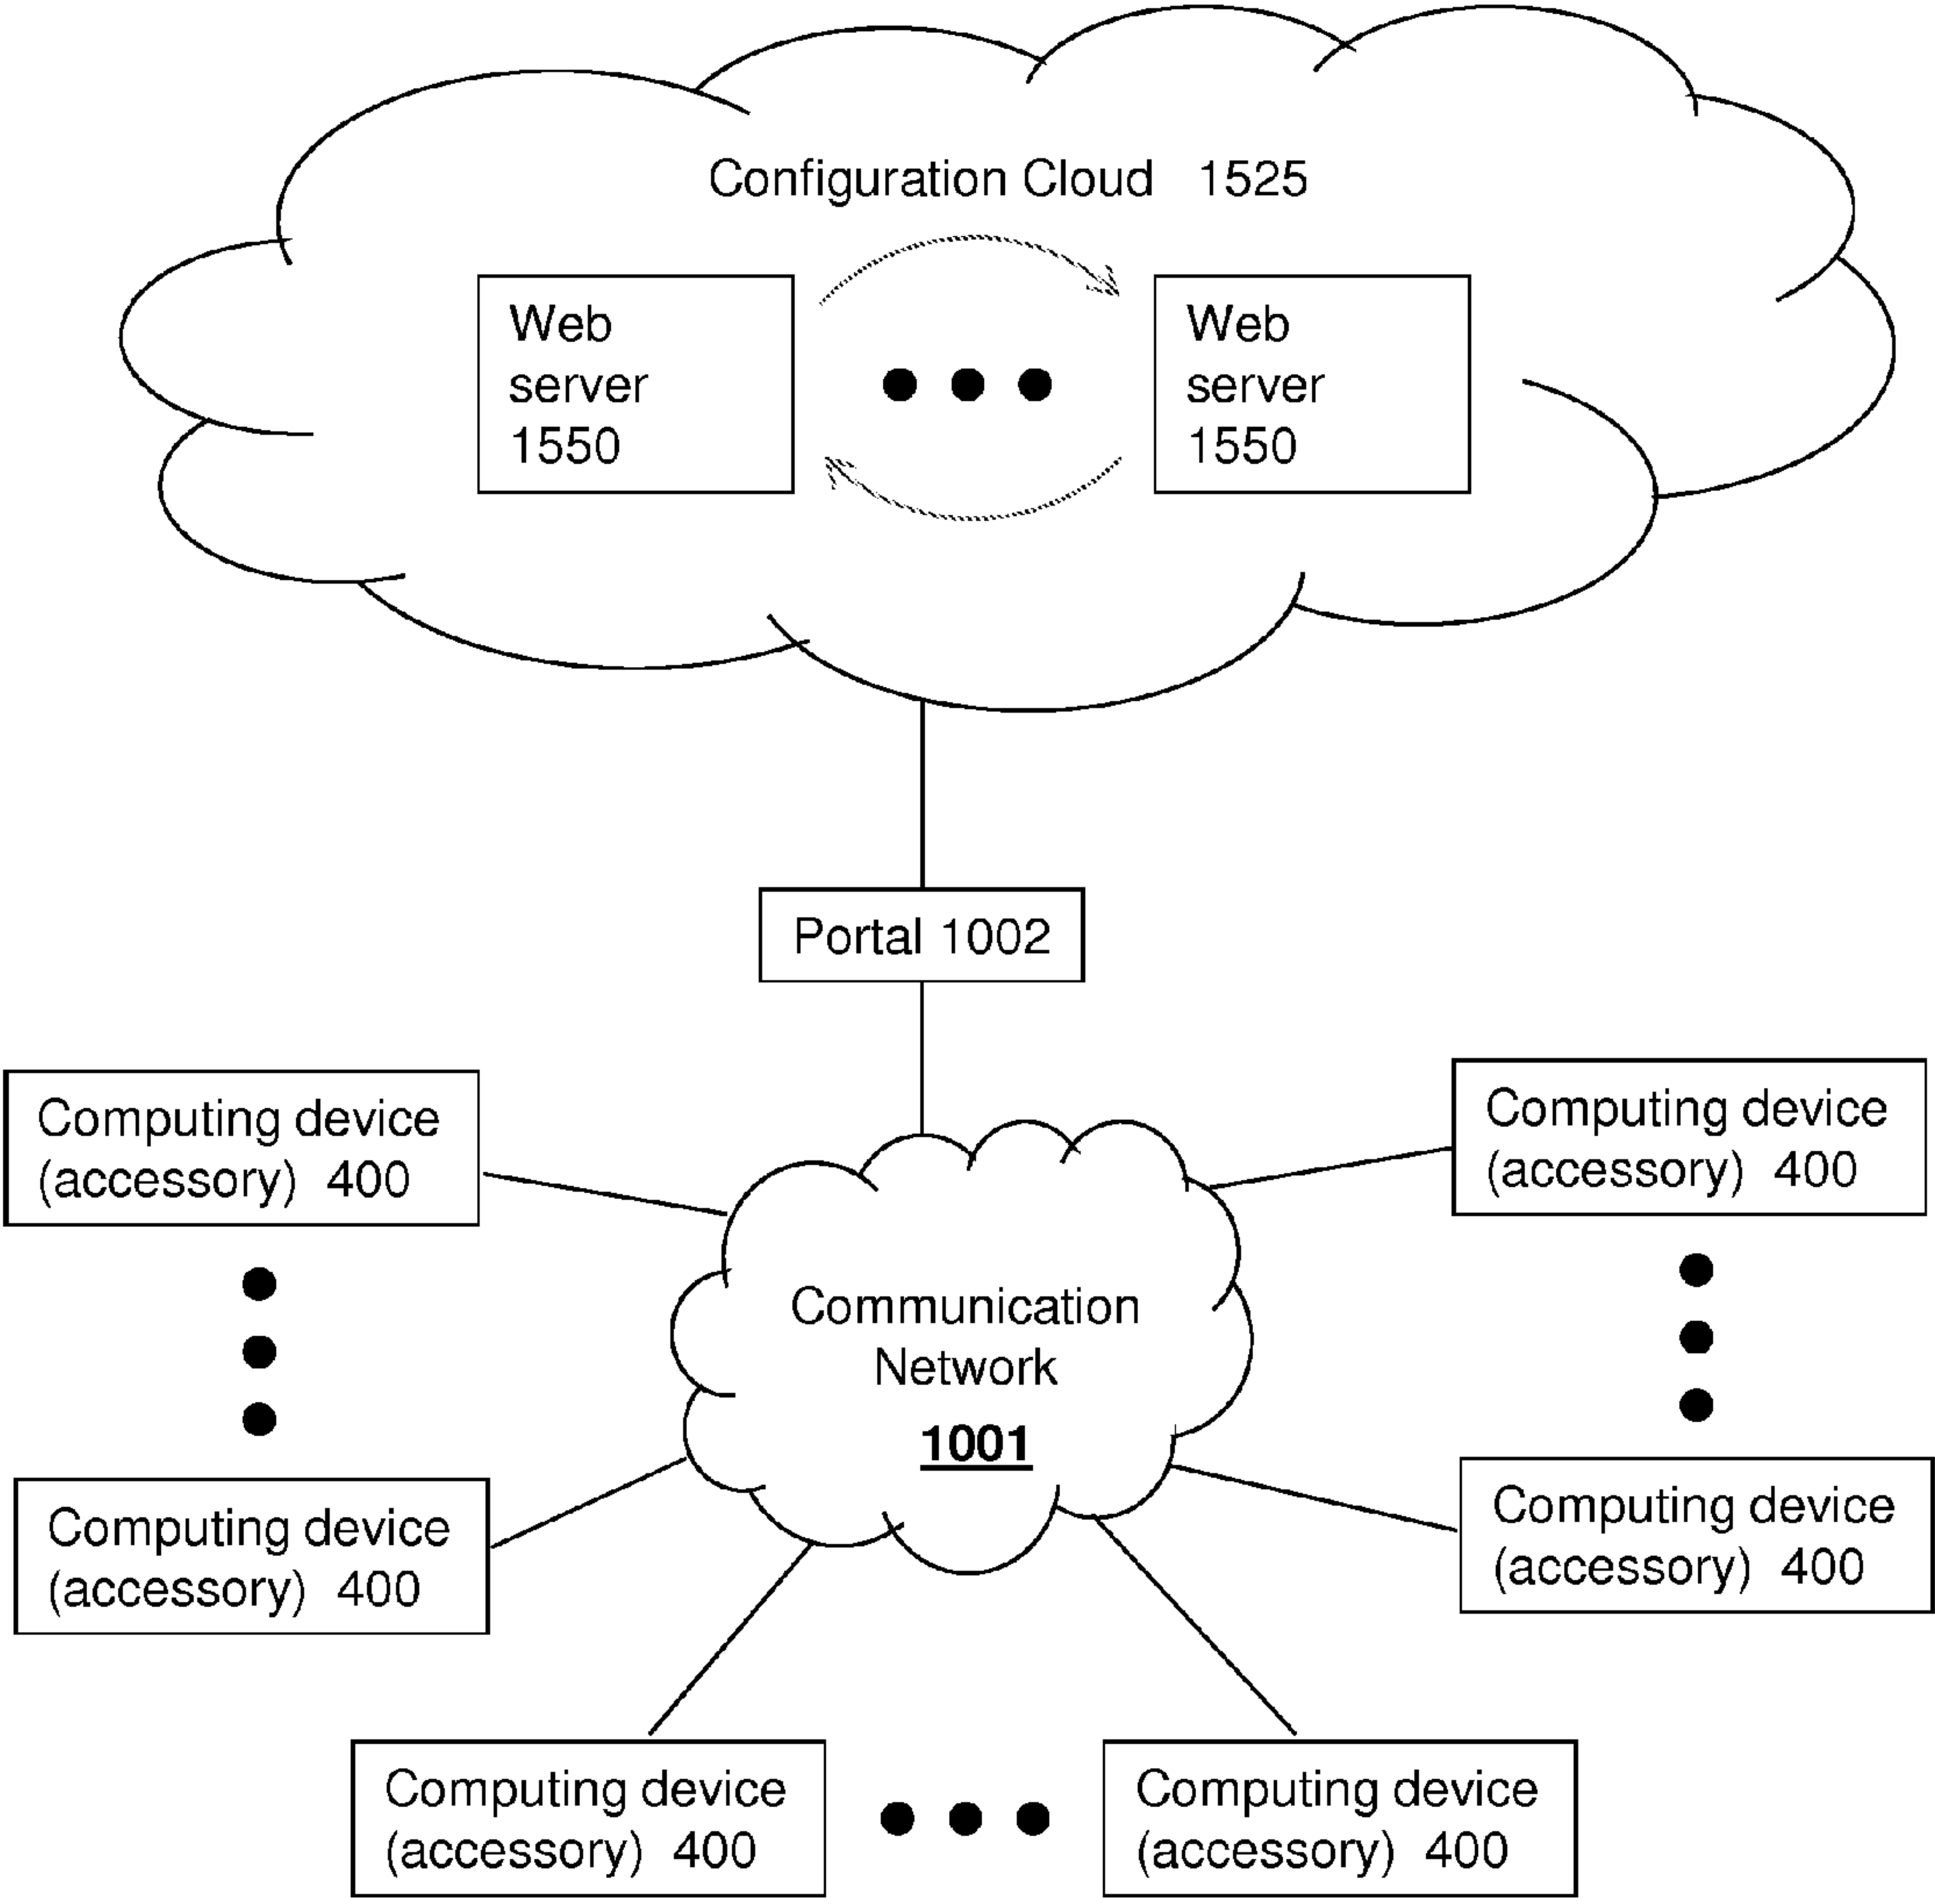 Configuration Cloud 1525
Web
server
1550
Web
server
1550
Portal 1002
Computing device
(accessory) 400
Computing device
(accessory) 400
Communication
Network
1001
Computing device
(accessory) 400
Computing device
(accessory) 400
Computing device
(accessory) 400
Computing device
(accessory) 400